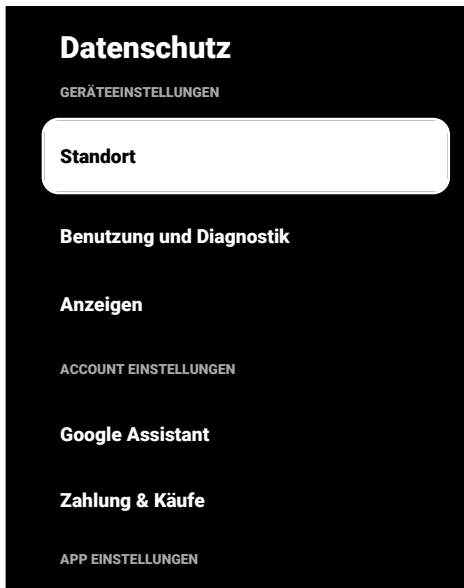 Datenschutz
GERÄTEEINSTELLUNGEN
Standort
Benutzung und Diagnostik
Anzeigen
ACCOUNT EINSTELLUNGEN
Google Assistant
Zahlung & Käufe
APP EINSTELLUNGEN